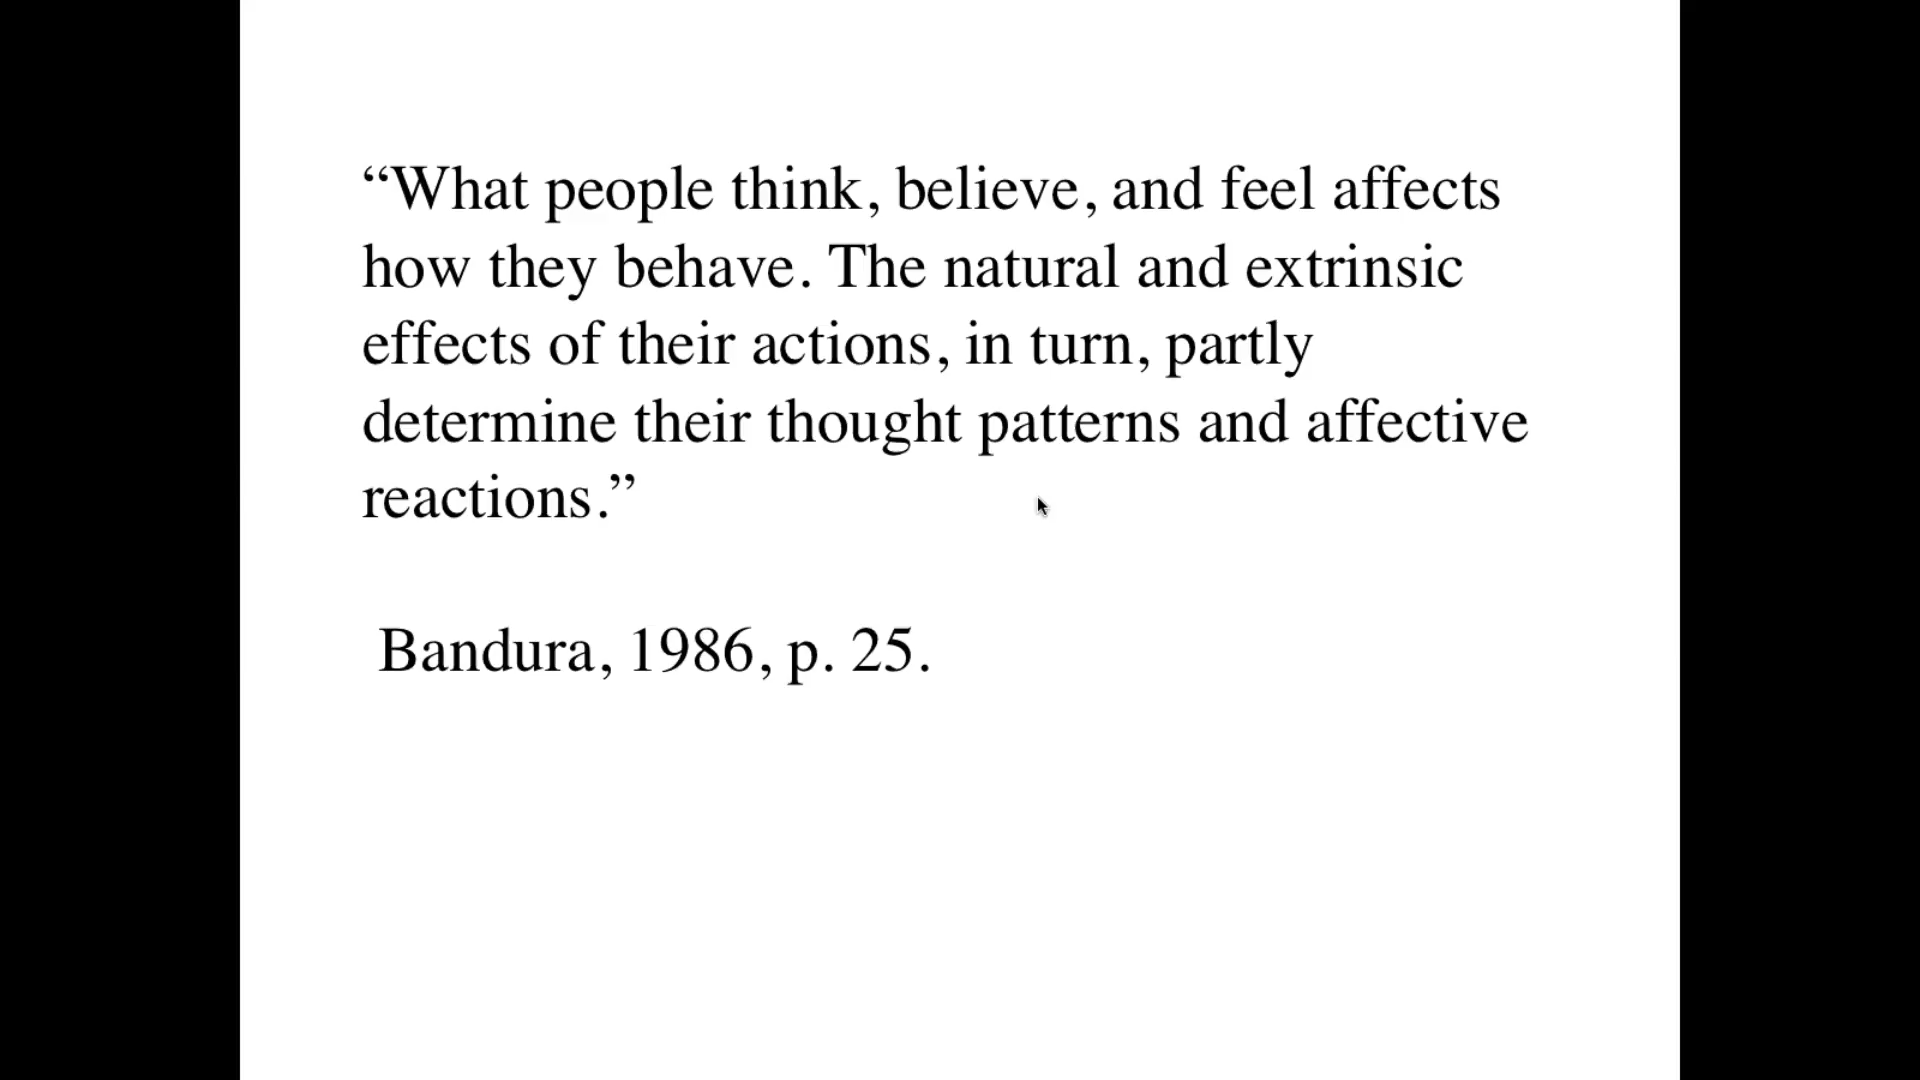 “What people think, believe, and feel affects
how they behave. The natural and extrinsic
effects of their actions, in turn, partly
determine their thought patterns and affective
reactions.”
Bandura, 1986, p. 25.